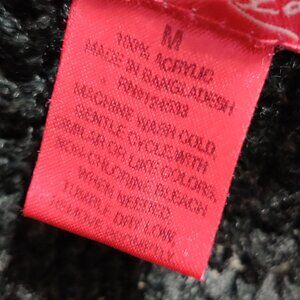 M
100% ACRYLIC
MADE IN BANGLADESH
MACHINE WASH COLD,
GENTLE CYCLE WITH
SIMILER OR LIKE COLORS,
NON-CHLORINE BLEACH
WHEN NEEDED
TUMBLE DRY LOW,